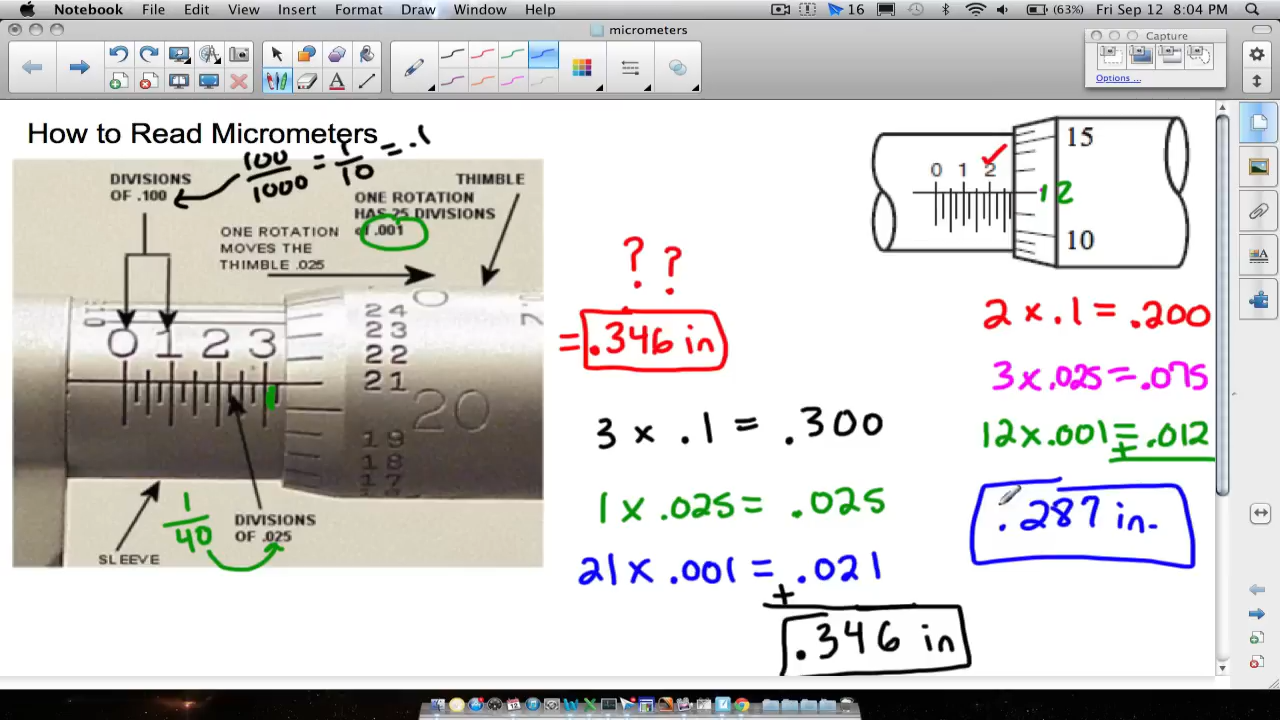 Notebook File Edit View Insert Format Draw Window Help 16 (63%) Fri Sep 12 8:04 PM
micrometers
Capture
Options ...
How to Read Micrometers
100/1000 = 1/10 = .1
DIVISIONS
OF .100
THIMBLE
ONE ROTATION
HAS 25 DIVISIONS
of .001
ONE ROTATION
MOVES THE
THIMBLE .025
0 1 2 3
0
24
23
22
21
20
19
18
17
1/40
DIVISIONS
OF .025
SLEEVE
? ?
= .346 in
3 x .1 = .300
1 x .025 = .025
21 x .001 = .021
+
.346 in
0 1 2
15
12
10
2 x .1 = .200
3 x .025 = .075
12 x .001 = .012
+
.287 in.